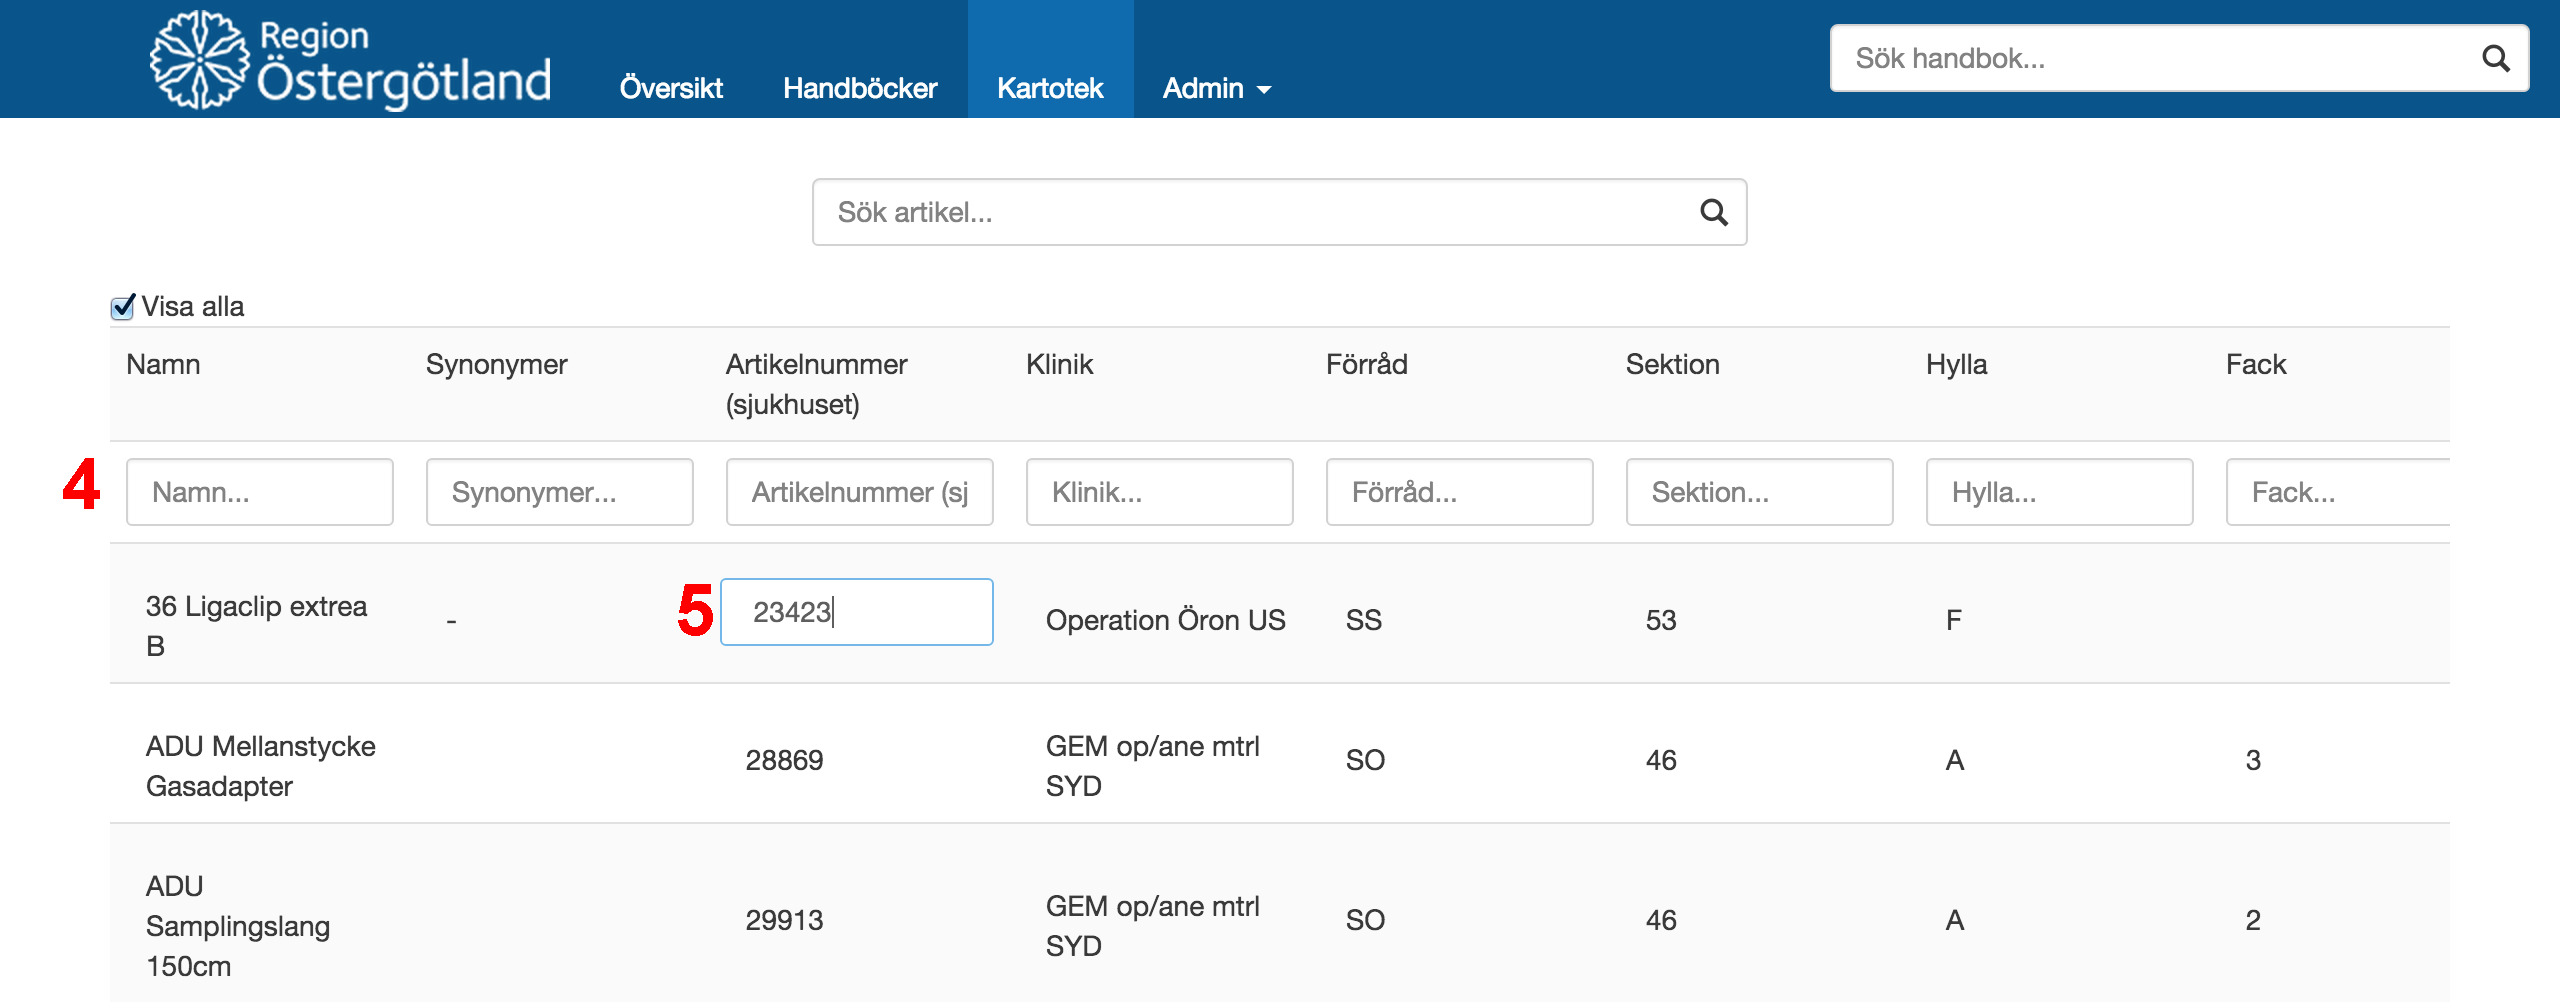 Region
Östergötland
Översikt Handböcker Kartotek Admin
Sök handbok...
Sök artikel...
Visa alla
Namn Synonymer Artikelnummer (sjukhuset) Klinik Förråd Sektion Hylla Fack
4 Namn... Synonymer... Artikelnummer (sj Klinik... Förråd... Sektion... Hylla... Fack...
36 Ligaclip extrea B - 5 23423 Operation Öron US SS 53 F
ADU Mellanstycke Gasadapter 28869 GEM op/ane mtrl SYD SO 46 A 3
ADU Samplingslang 150cm 29913 GEM op/ane mtrl SYD SO 46 A 2